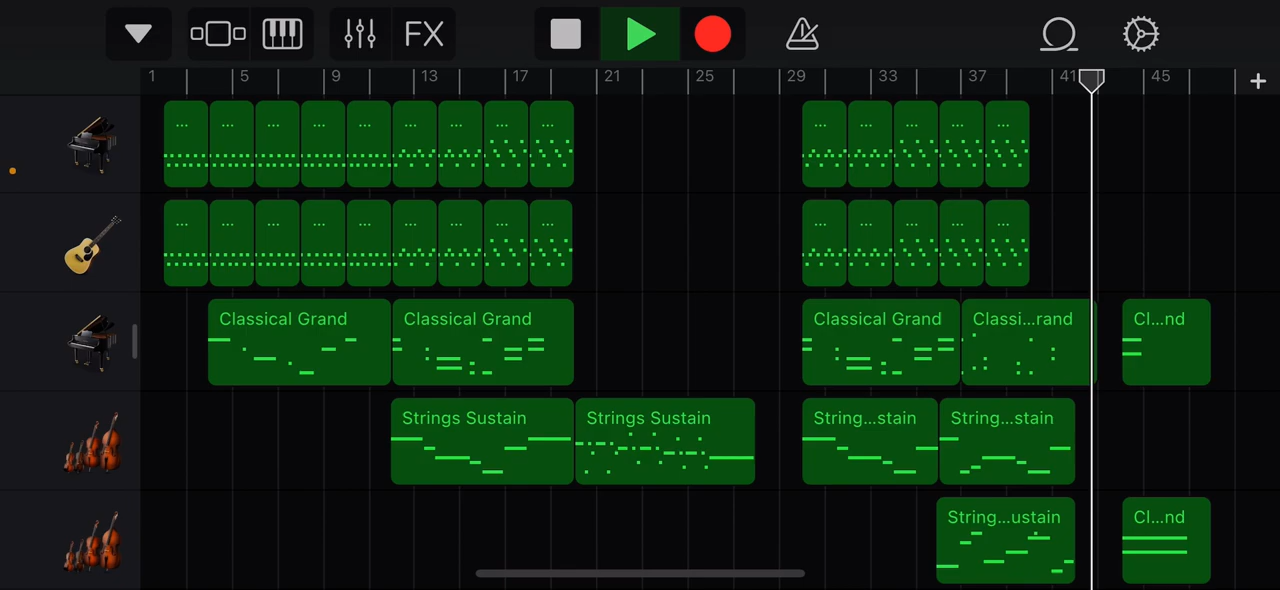 FX
1 5 9 13 17 21 25 29 33 37 41 45 +
... ... ... ... ... ... ... ... ... ... ... ... ... ...
... ... ... ... ... ... ... ... ... ... ... ... ... ...
Classical Grand Classical Grand Classical Grand Classi...rand Cl...nd
Strings Sustain Strings Sustain String...stain String...stain
String...ustain Cl...nd